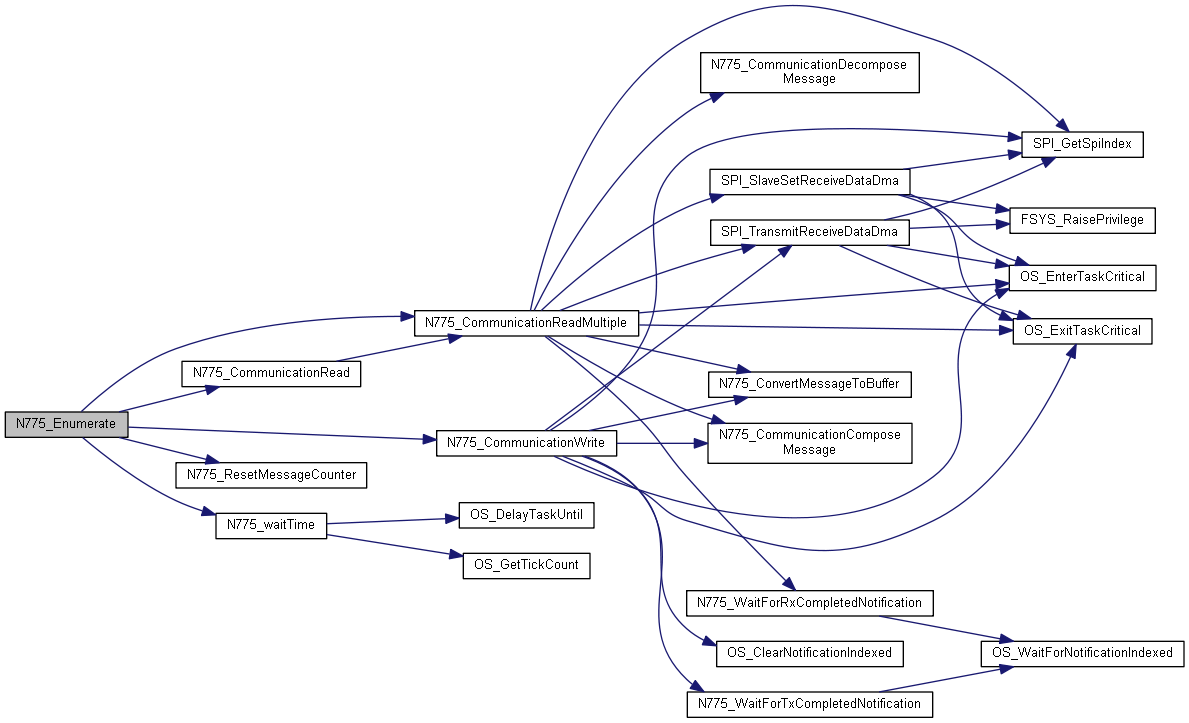 N775_CommunicationDecompose
Message
SPI_GetSpiIndex
SPI_SlaveSetReceiveDataDma
FSYS_RaisePrivilege
SPI_TransmitReceiveDataDma
OS_EnterTaskCritical
N775_CommunicationReadMultiple
OS_ExitTaskCritical
N775_CommunicationRead
N775_ConvertMessageToBuffer
N775_Enumerate
N775_CommunicationWrite
N775_CommunicationCompose
Message
N775_ResetMessageCounter
N775_waitTime
OS_DelayTaskUntil
OS_GetTickCount
N775_WaitForRxCompletedNotification
OS_ClearNotificationIndexed
OS_WaitForNotificationIndexed
N775_WaitForTxCompletedNotification